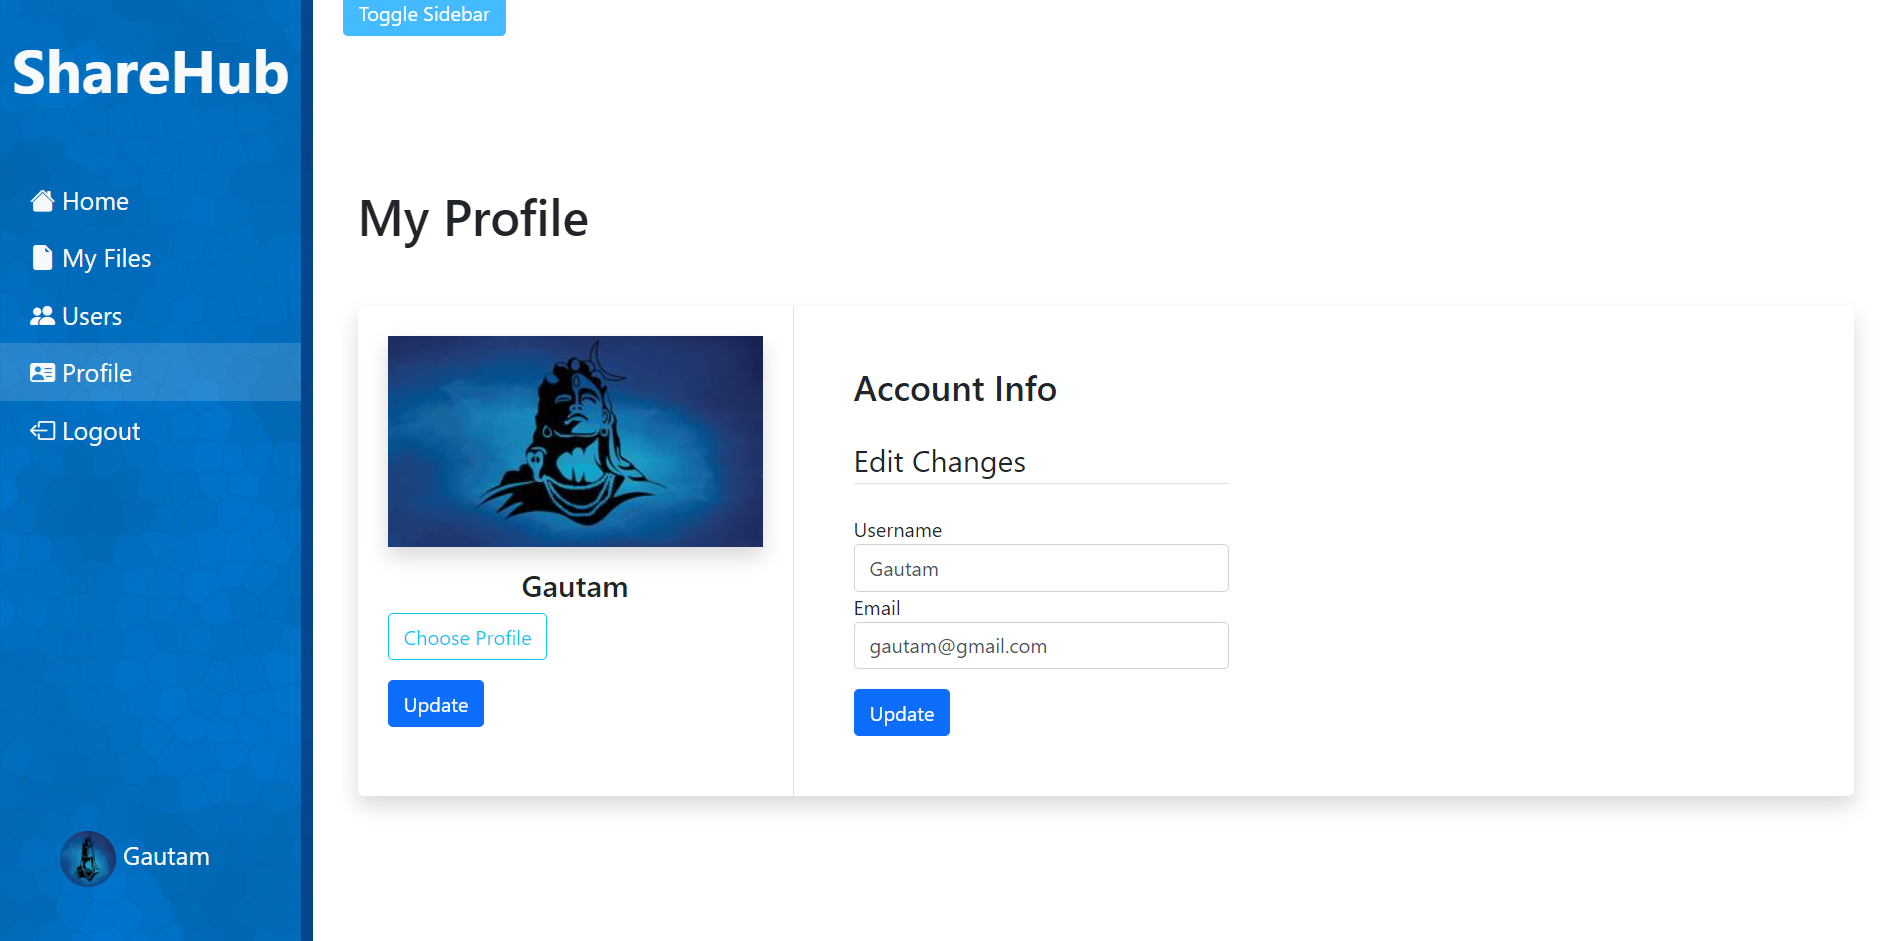 ShareHub
Home
My Files
Users
Profile
Logout
Gautam
Toggle Sidebar
My Profile
Gautam
Choose Profile
Update
Account Info
Edit Changes
Username
Gautam
Email
gautam@gmail.com
Update